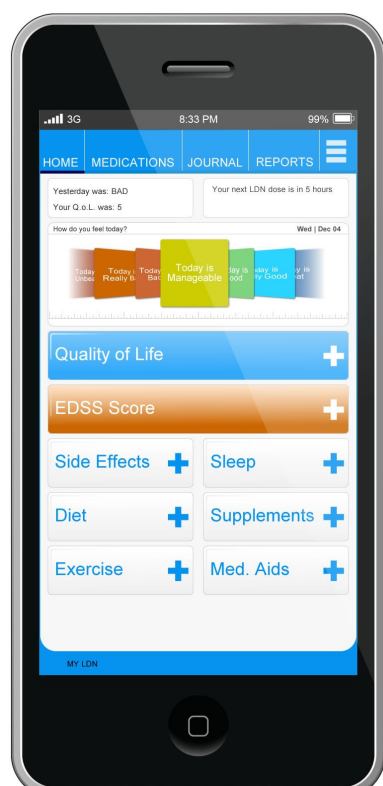 3G 8:33 PM 99%
HOME MEDICATIONS JOURNAL REPORTS
Yesterday was: BAD
Your Q.o.L. was: 5
Your next LDN dose is in 5 hours
How do you feel today? Wed | Dec 04
Today is
Manageable
Quality of Life
EDSS Score
Side Effects
Sleep
Diet
Supplements
Exercise
Med. Aids
MY LDN